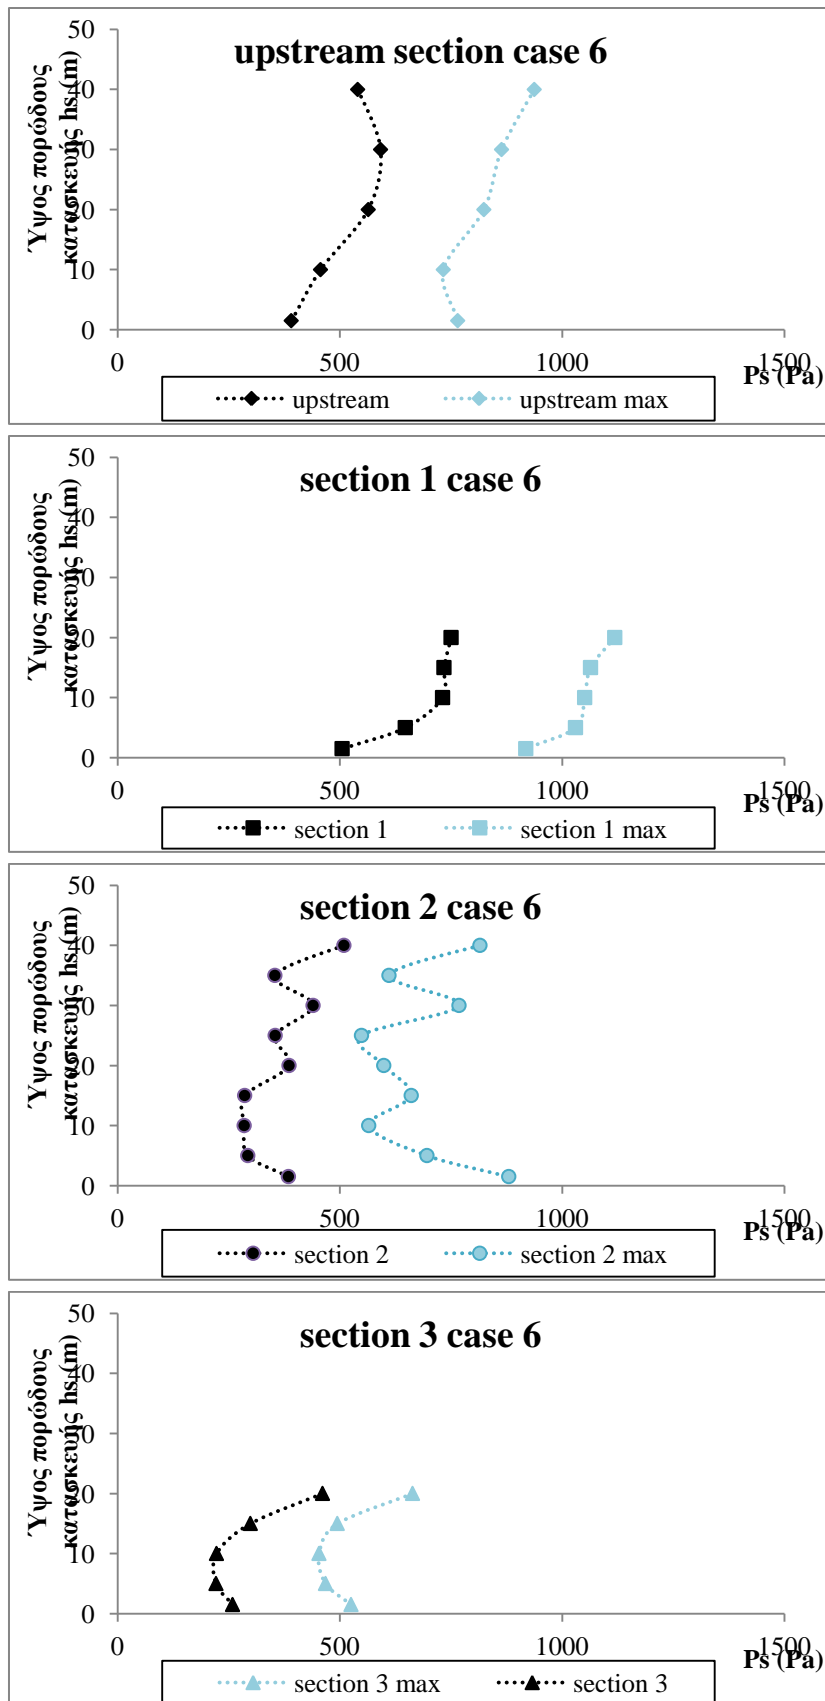 upstream section case 6
Ύψος πορώδους
κατασκευής hs (m)
50
40
30
20
10
0
0 500 1000 1500
Ps (Pa)
upstream upstream max
section 1 case 6
Ύψος πορώδους
κατασκευής hs (m)
50
40
30
20
10
0
0 500 1000 1500
Ps (Pa)
section 1 section 1 max
section 2 case 6
Ύψος πορώδους
κατασκευής hs (m)
50
40
30
20
10
0
0 500 1000 1500
Ps (Pa)
section 2 section 2 max
section 3 case 6
Ύψος πορώδους
κατασκευής hs (m)
50
40
30
20
10
0
0 500 1000 1500
Ps (Pa)
section 3 max section 3